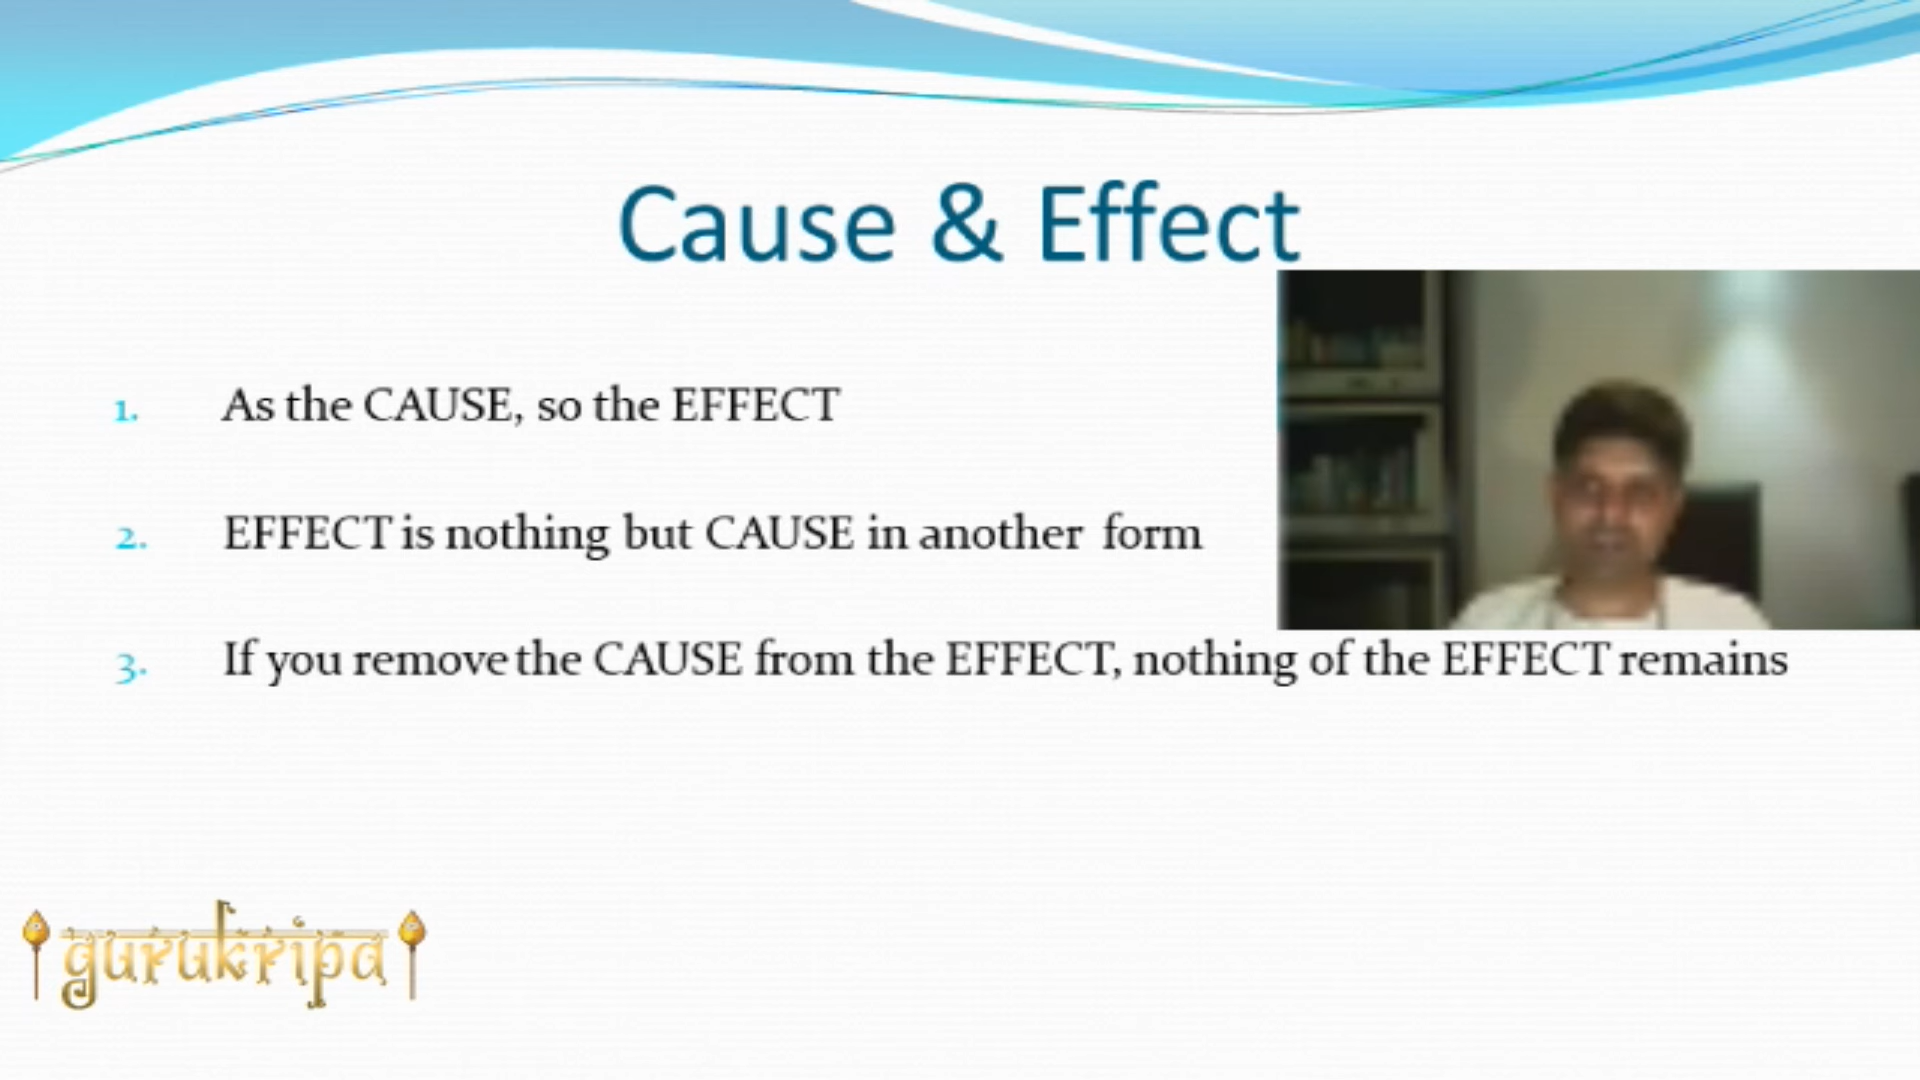 Cause & Effect
1. As the CAUSE, so the EFFECT
2. EFFECT is nothing but CAUSE in another form
3. If you remove the CAUSE from the EFFECT, nothing of the EFFECT remains
gurukripa